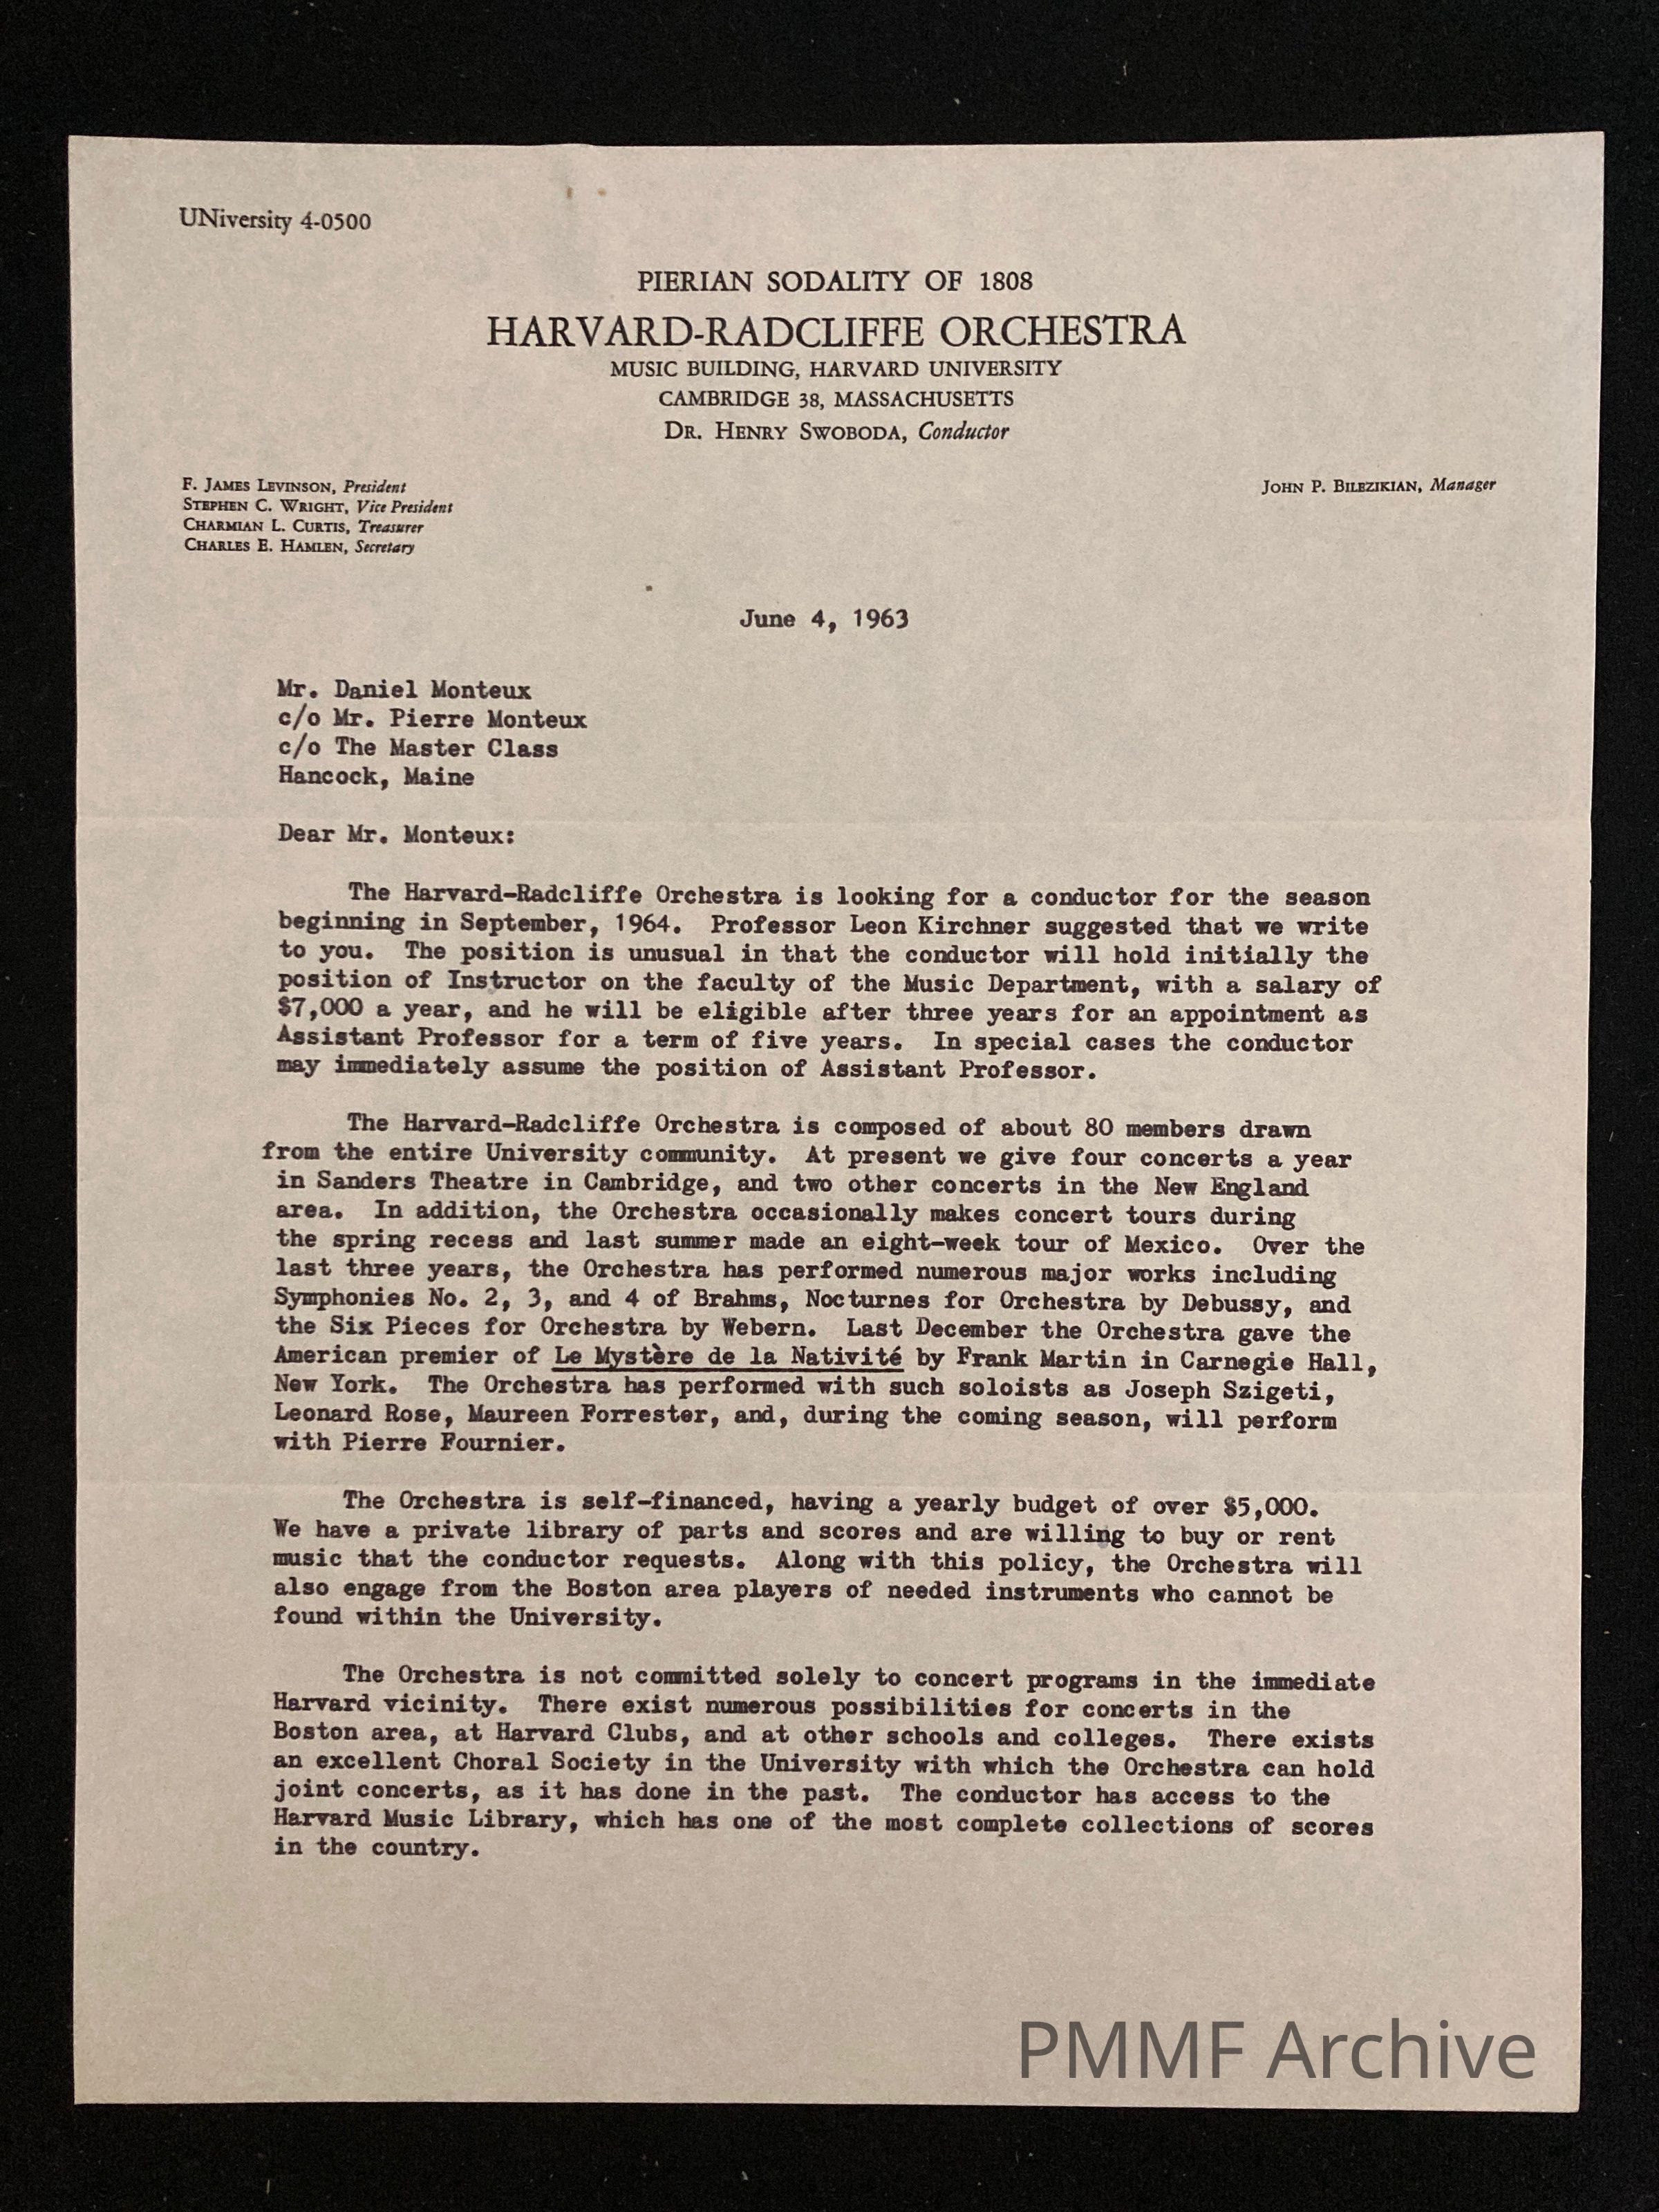 UNiversity 4-0500
PIERIAN SODALITY OF 1808
HARVARD-RADCLIFFE ORCHESTRA
MUSIC BUILDING, HARVARD UNIVERSITY
CAMBRIDGE 38, MASSACHUSETTS
DR. HENRY SWOBODA, Conductor
F. JAMES LEVINSON, President
STEPHEN C. WRIGHT, Vice President
CHARMIAN L. CURTIS, Treasurer
CHARLES E. HAMLEN, Secretary
JOHN P. BILEZIKIAN, Manager
June 4, 1963
Mr. Daniel Monteux
c/o Mr. Pierre Monteux
c/o The Master Class
Hancock, Maine
Dear Mr. Monteux:
The Harvard-Radcliffe Orchestra is looking for a conductor for the season
beginning in September, 1964. Professor Leon Kirchner suggested that we write
to you. The position is unusual in that the conductor will hold initially the
position of Instructor on the faculty of the Music Department, with a salary of
$7,000 a year, and he will be eligible after three years for an appointment as
Assistant Professor for a term of five years. In special cases the conductor
may immediately assume the position of Assistant Professor.
The Harvard-Radcliffe Orchestra is composed of about 80 members drawn
from the entire University community. At present we give four concerts a year
in Sanders Theatre in Cambridge, and two other concerts in the New England
area. In addition, the Orchestra occasionally makes concert tours during
the spring recess and last summer made an eight-week tour of Mexico. Over the
last three years, the Orchestra has performed numerous major works including
Symphonies No. 2, 3, and 4 of Brahms, Nocturnes for Orchestra by Debussy, and
the Six Pieces for Orchestra by Webern. Last December the Orchestra gave the
American premier of Le Mystère de la Nativité by Frank Martin in Carnegie Hall,
New York. The Orchestra has performed with such soloists as Joseph Szigeti,
Leonard Rose, Maureen Forrester, and, during the coming season, will perform
with Pierre Fournier.
The Orchestra is self-financed, having a yearly budget of over $5,000.
We have a private library of parts and scores and are willing to buy or rent
music that the conductor requests. Along with this policy, the Orchestra will
also engage from the Boston area players of needed instruments who cannot be
found within the University.
The Orchestra is not committed solely to concert programs in the immediate
Harvard vicinity. There exist numerous possibilities for concerts in the
Boston area, at Harvard Clubs, and at other schools and colleges. There exists
an excellent Choral Society in the University with which the Orchestra can hold
joint concerts, as it has done in the past. The conductor has access to the
Harvard Music Library, which has one of the most complete collections of scores
in the country.
PMMF Archive